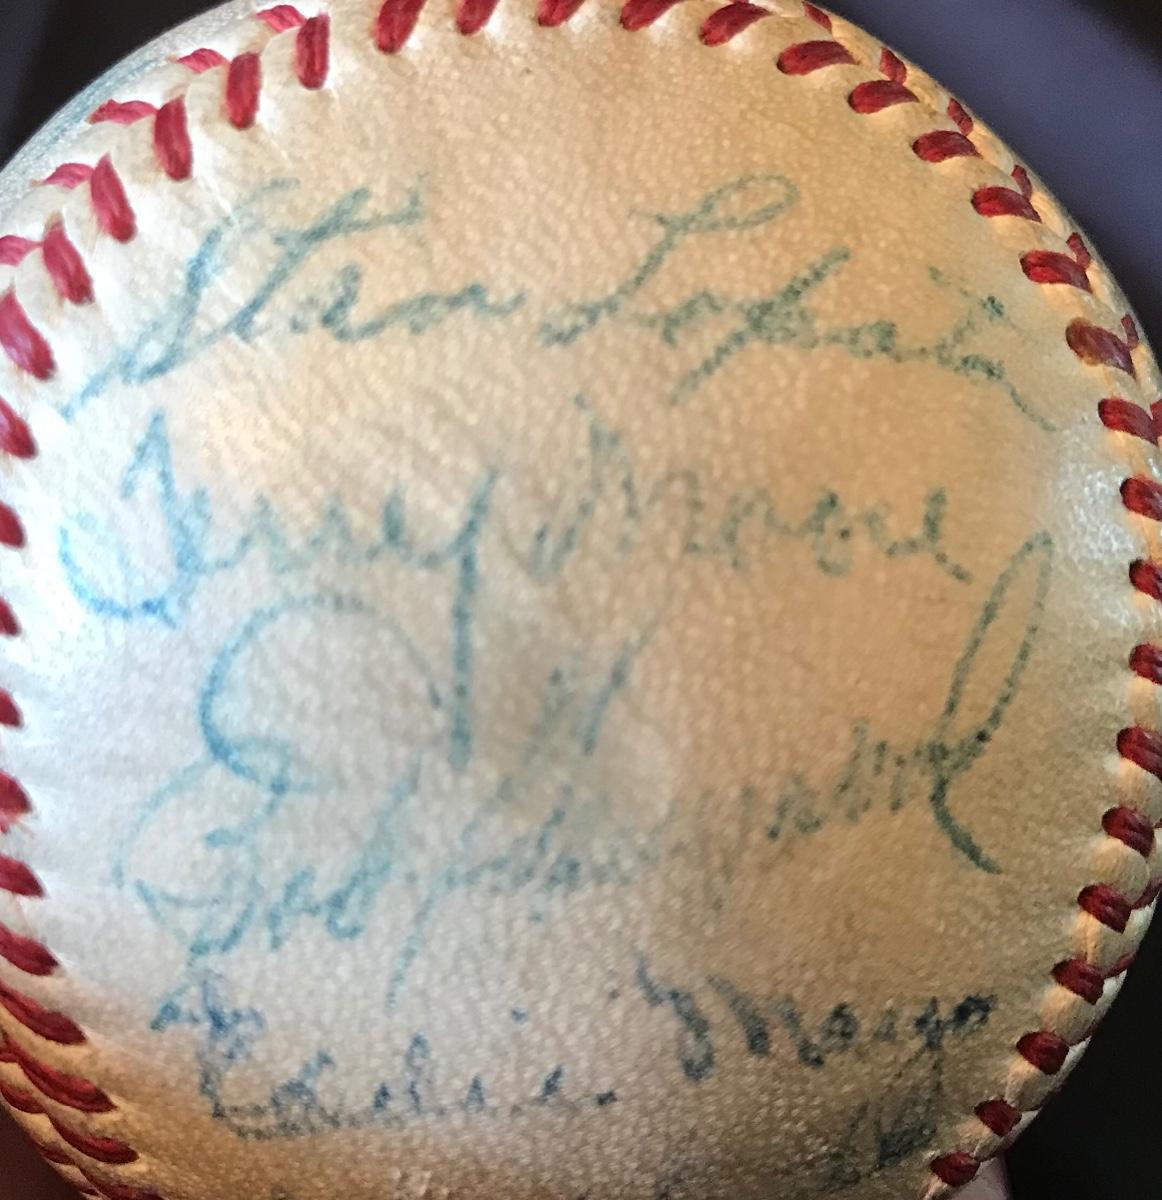 Stan Lopata
Terry Moore
Eddie Mayo